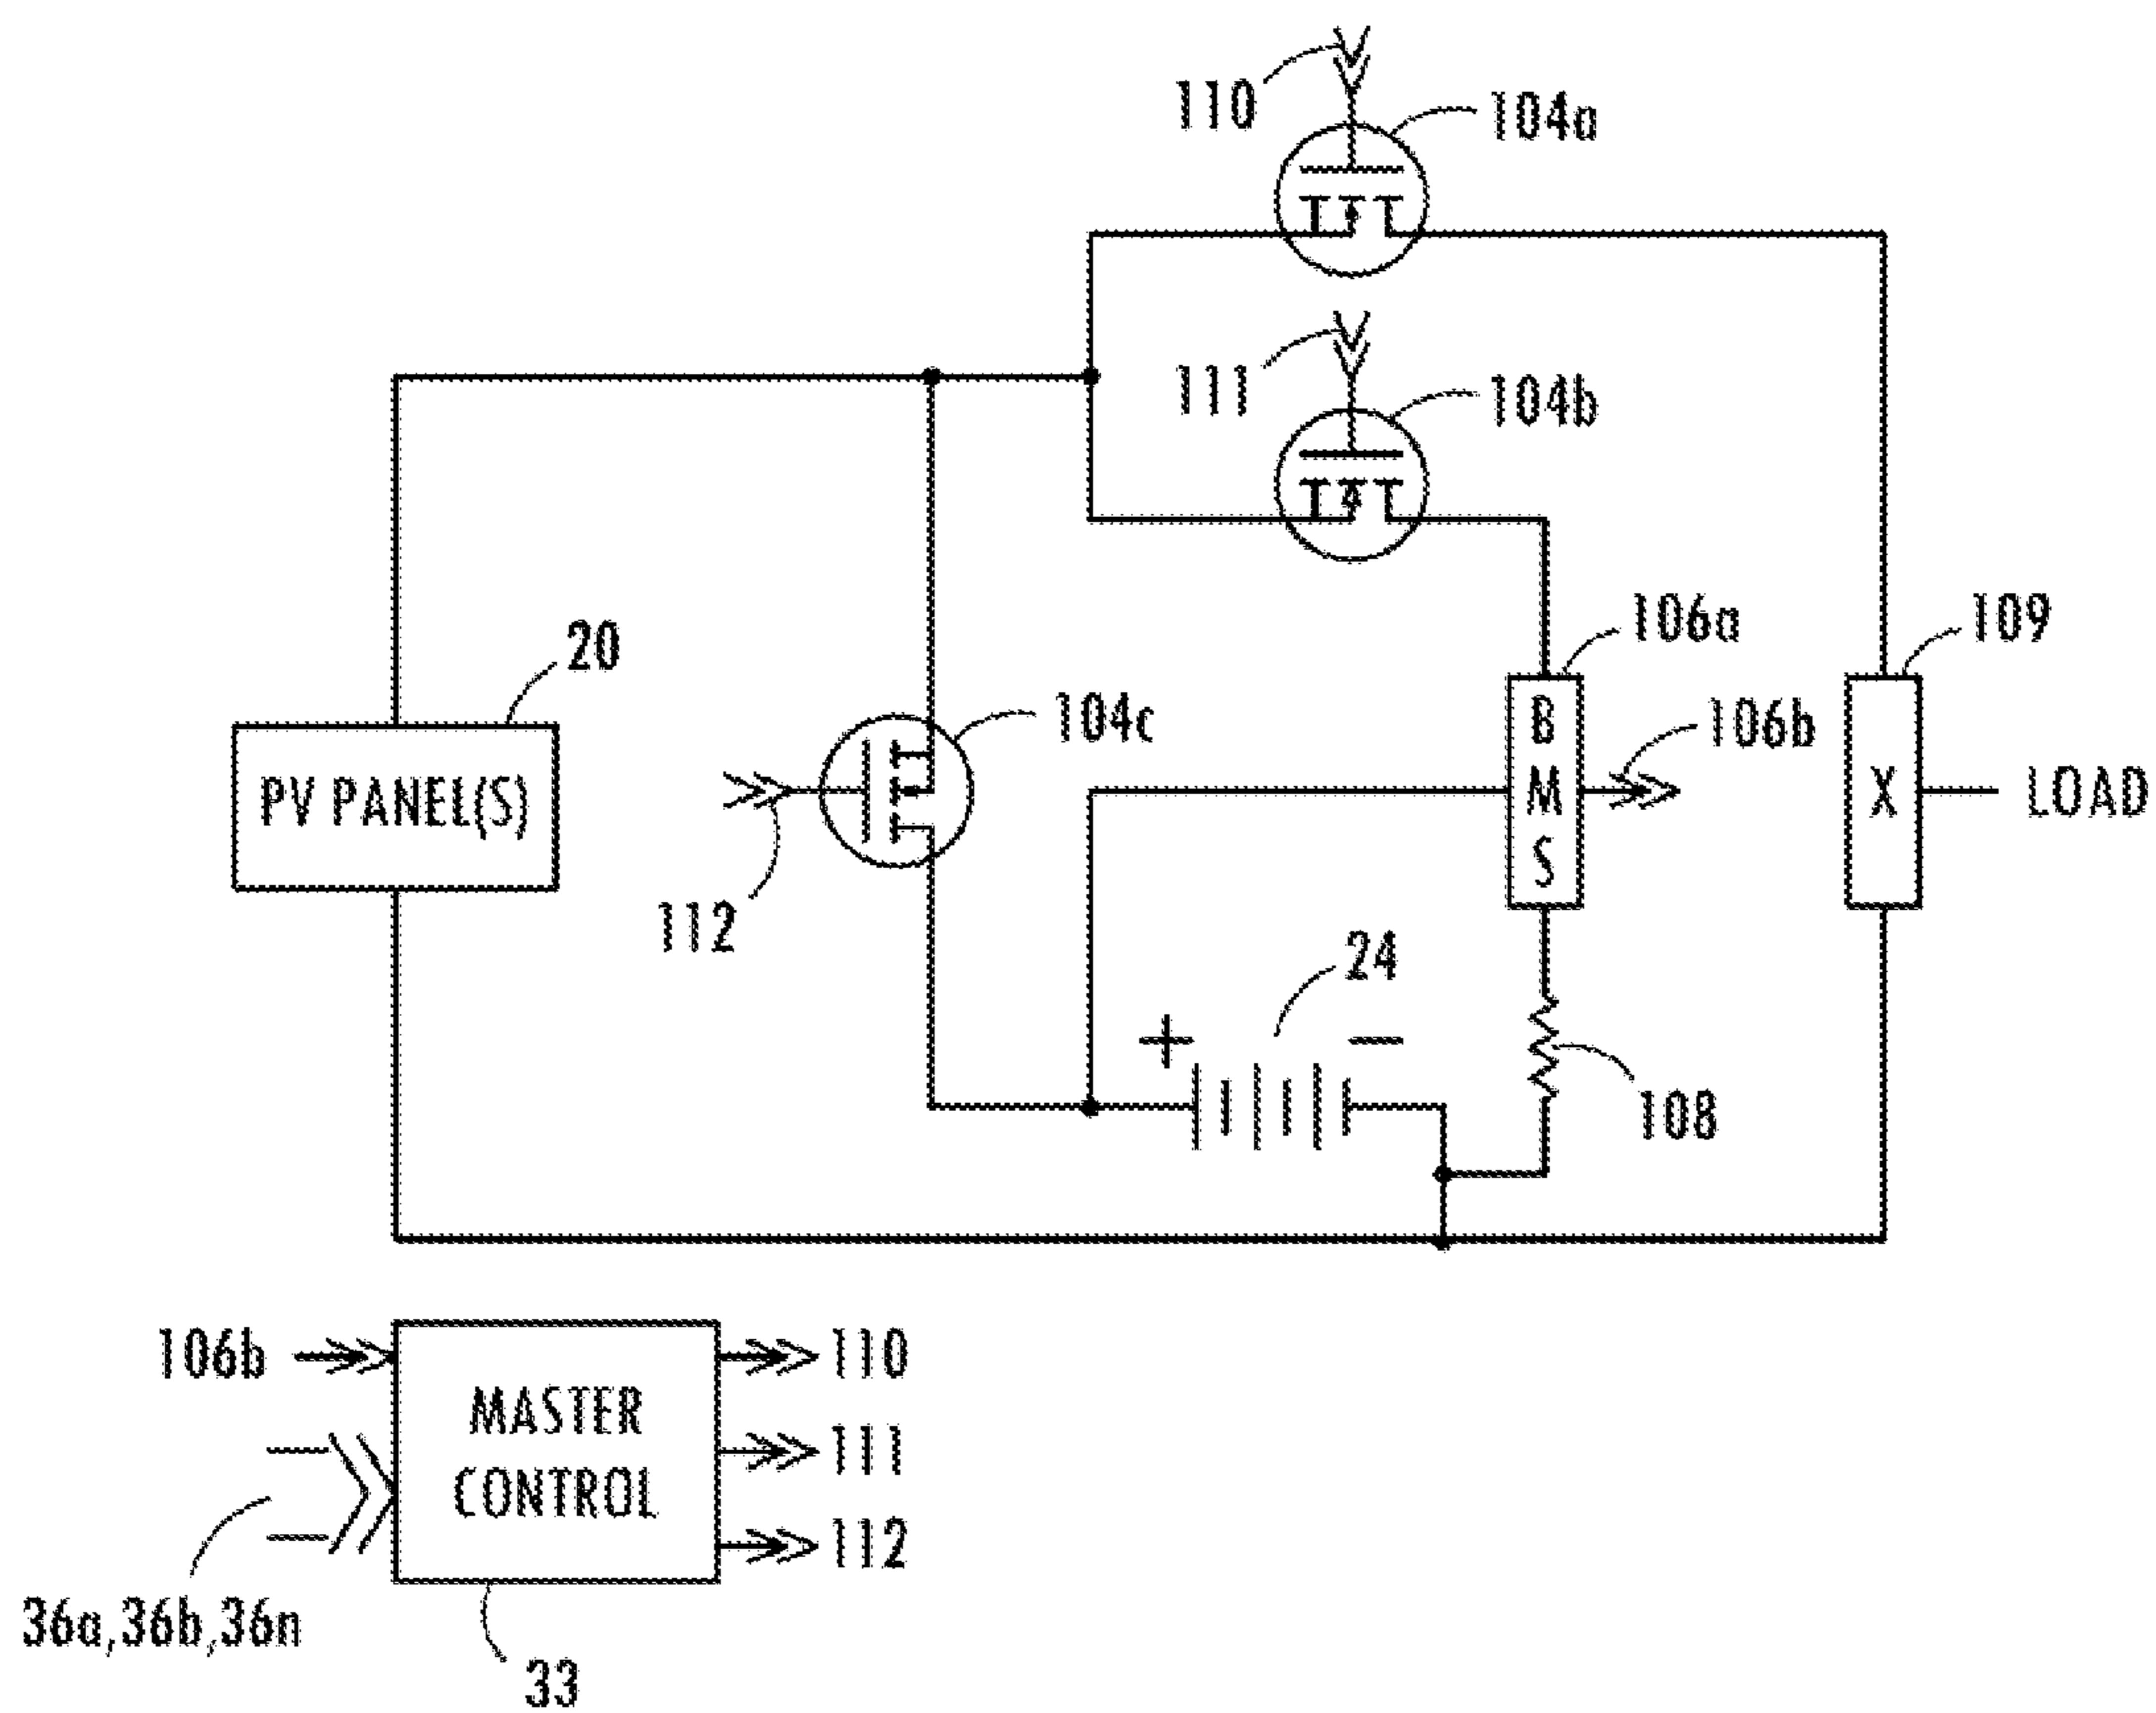 110
104a
111
104b
20
106a
109
104c
106b
B
M
S
PV PANEL(S)
X
LOAD
112
24
+
−
108
106b
110
MASTER
CONTROL
111
112
36a,36b,36n
33